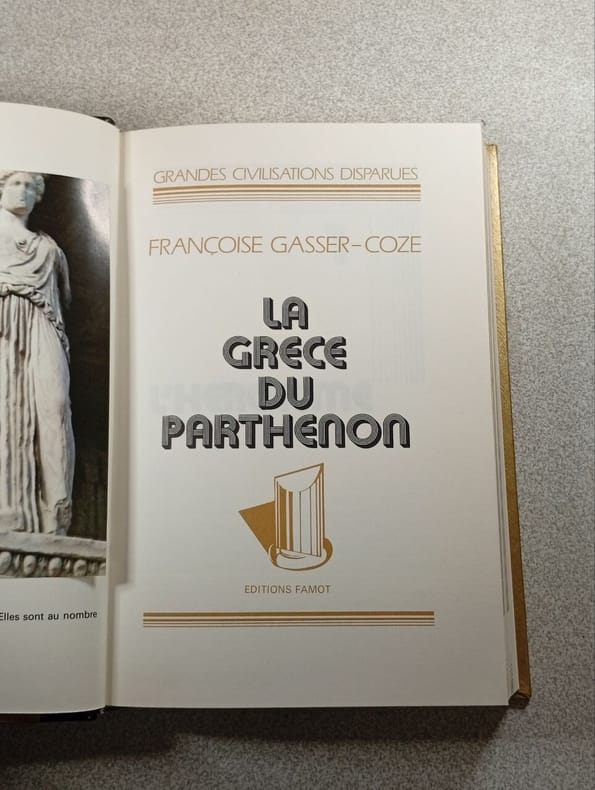 GRANDES CIVILISATIONS DISPARUES
FRANÇOISE GASSER-COZE
LA
GRECE
DU
PARTHENON
EDITIONS FAMOT
Elles sont au nombre